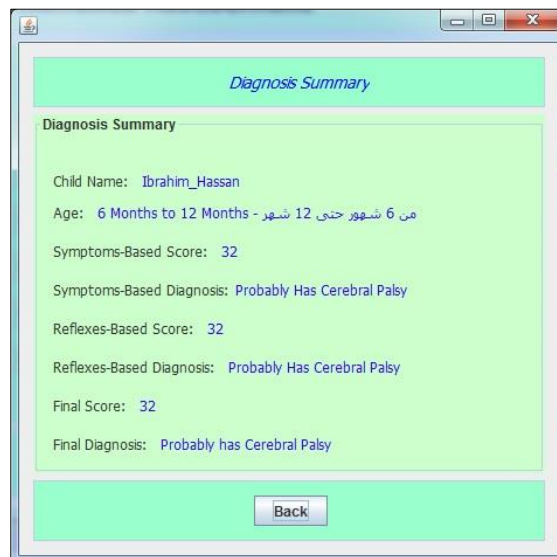 Diagnosis Summary
Diagnosis Summary
Child Name: Ibrahim_Hassan
Age: 6 Months to 12 Months - من 6 شهور حتى 12 شهر
Symptoms-Based Score: 32
Symptoms-Based Diagnosis: Probably Has Cerebral Palsy
Reflexes-Based Score: 32
Reflexes-Based Diagnosis: Probably Has Cerebral Palsy
Final Score: 32
Final Diagnosis: Probably has Cerebral Palsy
Back